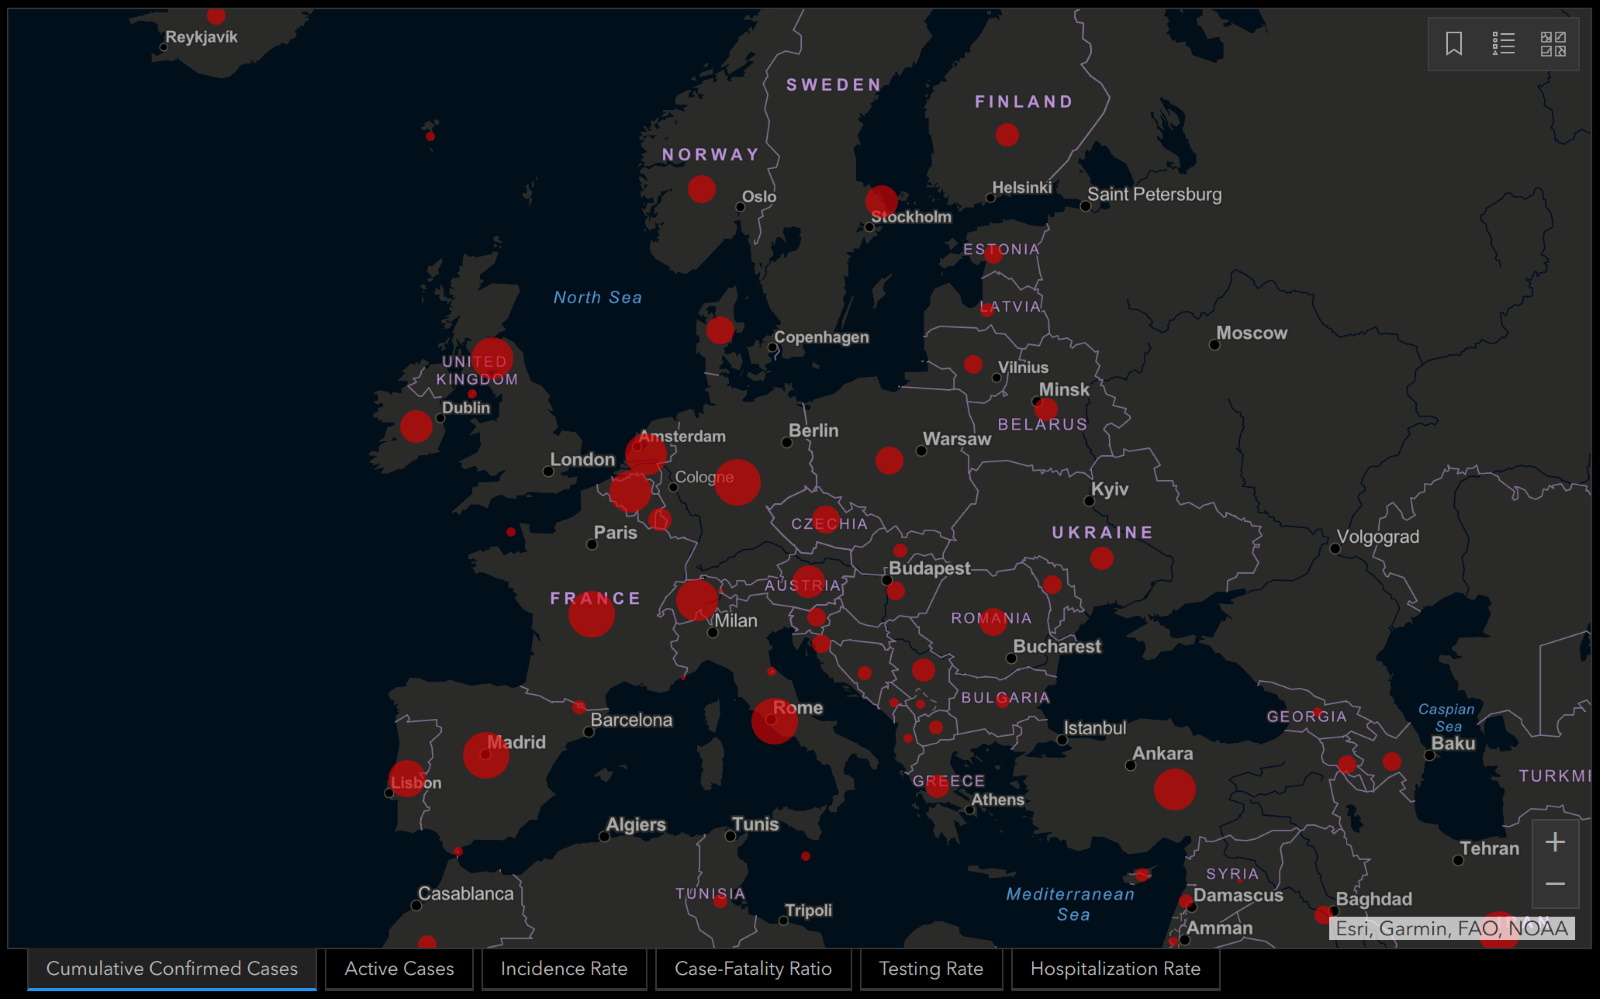 Reykjavík
SWEDEN
FINLAND
NORWAY
Oslo
Helsinki
Saint Petersburg
Stockholm
ESTONIA
North Sea
LATVIA
Moscow
Copenhagen
UNITED
KINGDOM
Vilnius
Minsk
Dublin
BELARUS
Amsterdam
Berlin
Warsaw
London
Cologne
Kyiv
CZECHIA
Paris
UKRAINE
Volgograd
Budapest
AUSTRIA
FRANCE
Milan
ROMANIA
Bucharest
BULGARIA
Rome
Barcelona
GEORGIA
Caspian
Sea
Istanbul
Baku
Madrid
Ankara
Lisbon
GREECE
TURKMI
Athens
Algiers
Tunis
Tehran
SYRIA
Casablanca
TUNISIA
Mediterranean
Sea
Damascus
Baghdad
Tripoli
Amman
Esri, Garmin, FAO, NOAA
Cumulative Confirmed Cases
Active Cases
Incidence Rate
Case-Fatality Ratio
Testing Rate
Hospitalization Rate